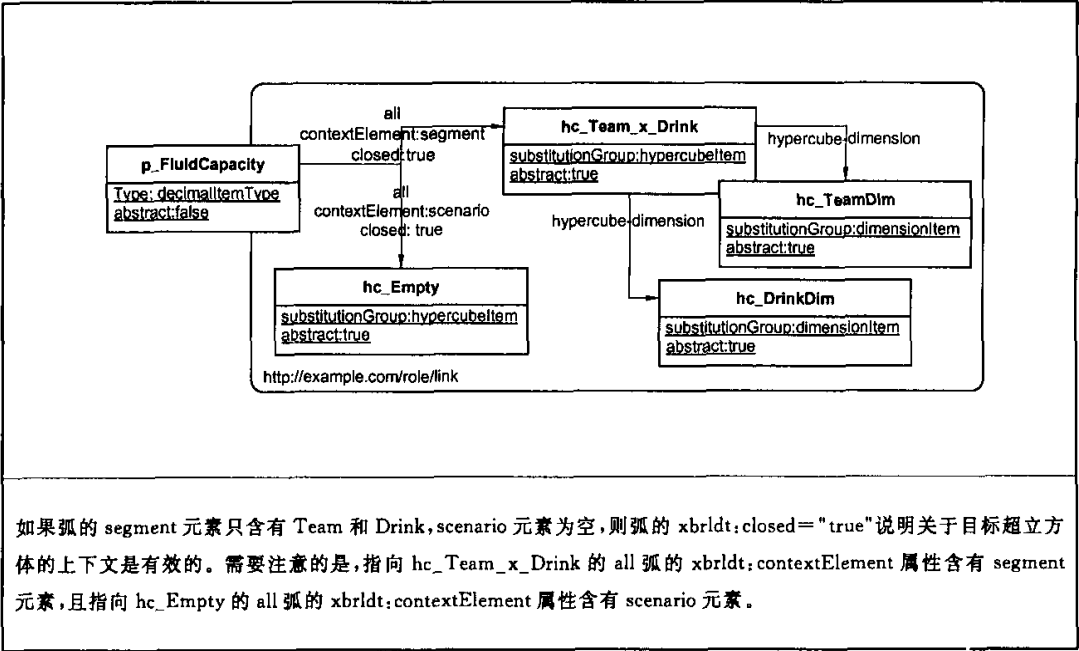 all
contextElement:segment
closed:true
p_FluidCapacity
Type: decimalItemType
abstract:false
all
contextElement:scenario
closed: true
hc_Team_x_Drink
substitutionGroup:hypercubeItem
abstract:true
hypercube-dimension
hc_TeamDim
substitutionGroup:dimensionItem
abstract:true
hypercube-dimension
hc_Empty
substitutionGroup:hypercubeItem
abstract:true
hc_DrinkDim
substitutionGroup:dimensionItem
abstract:true
http://example.com/role/link
如果弧的 segment 元素只含有 Team 和 Drink,scenario 元素为空,则弧的 xbrldt:closed="true"说明关于目标超立方
体的上下文是有效的。需要注意的是,指向 hc_Team_x_Drink 的 all 弧的 xbrldt:contextElement 属性含有 segment
元素,且指向 hc_Empty 的 all 弧的 xbrldt:contextElement 属性含有 scenario 元素。